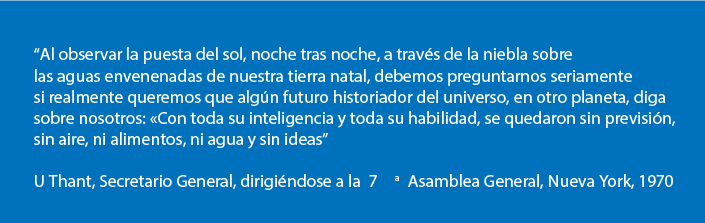 “Al observar la puesta del sol, noche tras noche, a través de la niebla sobre
las aguas envenenadas de nuestra tierra natal, debemos preguntarnos seriamente
si realmente queremos que algún futuro historiador del universo, en otro planeta, diga
sobre nosotros: «Con toda su inteligencia y toda su habilidad, se quedaron sin previsión,
sin aire, ni alimentos, ni agua y sin ideas”
U Thant, Secretario General, dirigiéndose a la 7 ª Asamblea General, Nueva York, 1970